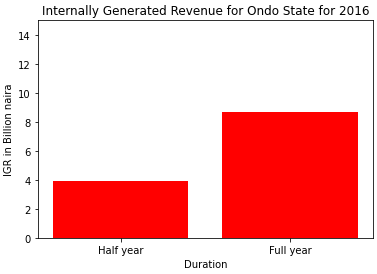 Internally Generated Revenue for Ondo State for 2016
IGR in Billion naira
14
12
10
8
6
4
2
0
Half year
Full year
Duration